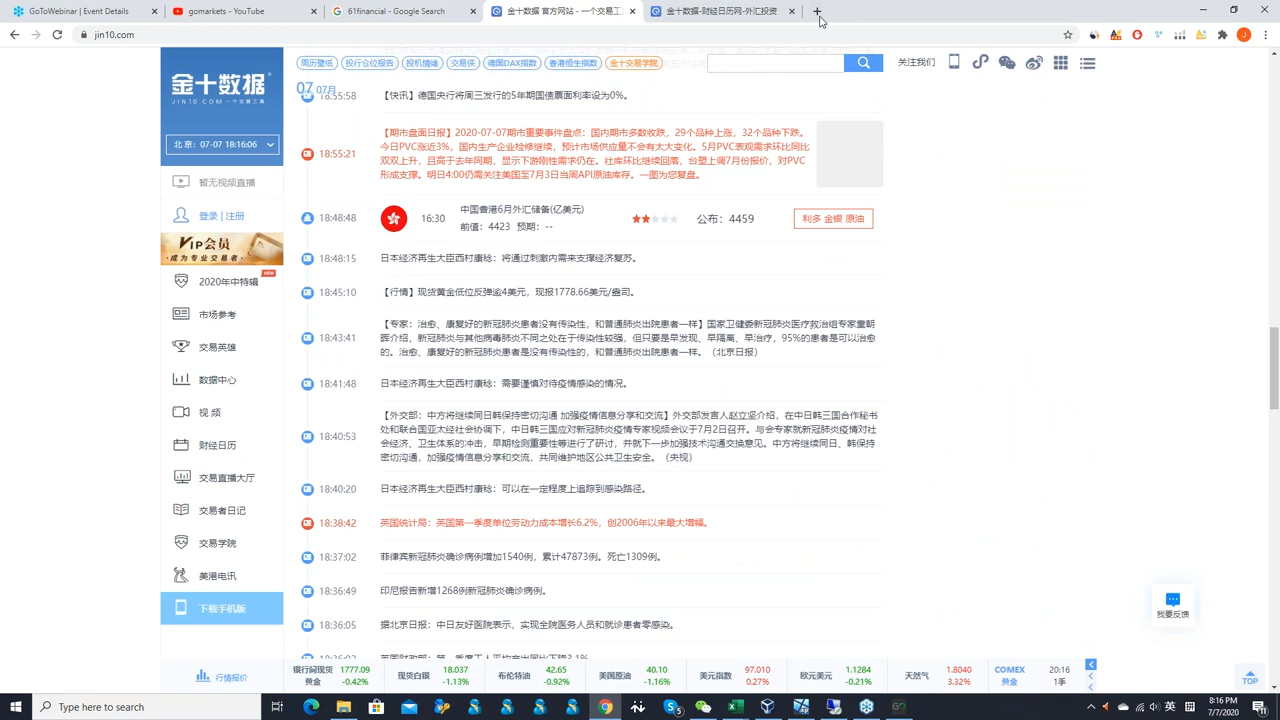 GoToWebinar | Event Details
YouTube
61financial - Google Search
金十数据 官方网站 - 一个交易工
金十数据-财经日历网-外汇投资
jin10.com
金十数据
JIN10.COM 一个交易工具
北京：07-07 18:16:06
暂无视频直播
登录 | 注册
VIP会员
成为专业交易者
2020年中特辑
NEW
市场参考
交易英雄
数据中心
视 频
财经日历
交易直播大厅
交易者日记
交易学院
美港电讯
下载手机版
周历壁纸 投行仓位报告 投机情绪 交易侠 德国DAX指数 香港恒生指数 金十交易学院
关注我们
07 07月
18:55:58 【快讯】德国央行将周三发行的5年期国债票面利率设为0%。
【期市盘面日报】2020-07-07期市重要事件盘点：国内期市多数收跌，29个品种上涨，32个品种下跌。
今日PVC涨近3%，国内生产企业检修继续，预计市场供应量不会有太大变化。5月PVC表观需求环比同比
18:55:21 双双上升，且高于去年同期，显示下游刚性需求仍在。社库环比继续回落，台塑上调7月份报价，对PVC
形成支撑。明日4:00仍需关注美国至7月3日当周API原油库存。一图为您复盘。
18:48:48 16:30 中国香港6月外汇储备(亿美元) 公布：4459 利多 金银 原油
前值：4423 预期：--
18:48:15 日本经济再生大臣西村康稔：将通过刺激内需来支撑经济复苏。
18:45:10 【行情】现货黄金低位反弹逾4美元，现报1778.66美元/盎司。
【专家：治愈、康复好的新冠肺炎患者没有传染性，和普通肺炎出院患者一样】国家卫健委新冠肺炎医疗救治组专家童朝
18:43:41 晖介绍，新冠肺炎与其他病毒肺炎不同之处在于传染性较强，但只要是早发现、早隔离、早治疗，95%的患者是可以治愈
的。治愈、康复好的新冠肺炎患者是没有传染性的，和普通肺炎出院患者一样。（北京日报）
18:41:48 日本经济再生大臣西村康稔：需要谨慎对待疫情感染的情况。
【外交部：中方将继续同日韩保持密切沟通 加强疫情信息分享和交流】外交部发言人赵立坚介绍，在中日韩三国合作秘书
处和联合国亚太经社会协调下，中日韩三国应对新冠肺炎疫情专家视频会议于7月2日召开。与会专家就新冠肺炎疫情对社
18:40:53 会经济、卫生体系的冲击，早期检测重要性等进行了研讨，并就下一步加强技术沟通交换意见。中方将继续同日、韩保持
密切沟通，加强疫情信息分享和交流，共同维护地区公共卫生安全。（央视）
18:40:20 日本经济再生大臣西村康稔：可以在一定程度上追踪到感染路径。
18:38:42 英国统计局：英国第一季度单位劳动力成本增长6.2%，创2006年以来最大增幅。
18:37:02 菲律宾新冠肺炎确诊病例增加1540例，累计47873例。死亡1309例。
18:36:49 印尼报告新增1268例新冠肺炎确诊病例。
18:36:05 据北京日报：中日友好医院表示，实现全院医务人员和就诊患者零感染。
我要反馈
行情报价
银行间现货黄金 1777.09 -0.42%
现货白银 18.037 -1.13%
布伦特油 42.65 -0.92%
美国原油 40.10 -1.16%
美元指数 97.010 0.27%
欧元美元 1.1284 -0.21%
天然气 1.8040 3.32%
COMEX黄金 20:16 1手
TOP
Type here to search
英
8:16 PM
7/7/2020